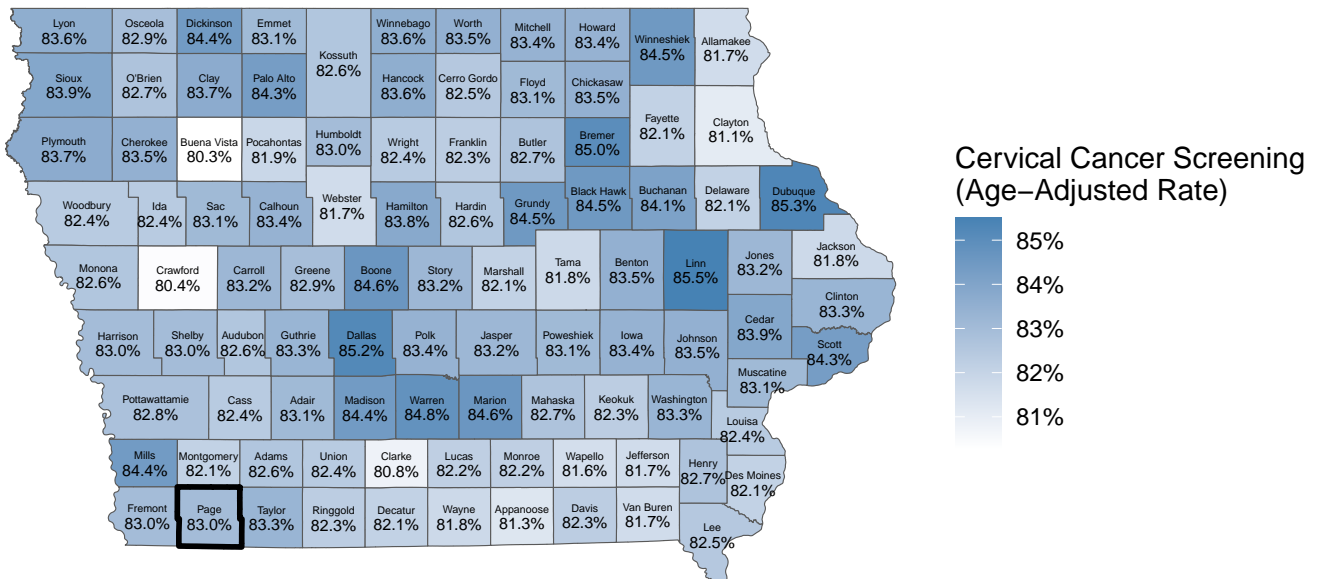 Lyon
83.6%
Osceola
82.9%
Dickinson
84.4%
Emmet
83.1%
Kossuth
82.6%
Winnebago
83.6%
Worth
83.5%
Mitchell
83.4%
Howard
83.4%
Winneshiek
84.5%
Allamakee
81.7%
Sioux
83.9%
O'Brien
82.7%
Clay
83.7%
Palo Alto
84.3%
Hancock
83.6%
Cerro Gordo
82.5%
Floyd
83.1%
Chickasaw
83.5%
Fayette
82.1%
Clayton
81.1%
Plymouth
83.7%
Cherokee
83.5%
Buena Vista
80.3%
Pocahontas
81.9%
Humboldt
83.0%
Wright
82.4%
Franklin
82.3%
Butler
82.7%
Bremer
85.0%
Woodbury
82.4%
Ida
82.4%
Sac
83.1%
Calhoun
83.4%
Webster
81.7%
Hamilton
83.8%
Hardin
82.6%
Grundy
84.5%
Black Hawk
84.5%
Buchanan
84.1%
Delaware
82.1%
Dubuque
85.3%
Monona
82.6%
Crawford
80.4%
Carroll
83.2%
Greene
82.9%
Boone
84.6%
Story
83.2%
Marshall
82.1%
Tama
81.8%
Benton
83.5%
Linn
85.5%
Jones
83.2%
Jackson
81.8%
Clinton
83.3%
Harrison
83.0%
Shelby
83.0%
Audubon
82.6%
Guthrie
83.3%
Dallas
85.2%
Polk
83.4%
Jasper
83.2%
Poweshiek
83.1%
Iowa
83.4%
Johnson
83.5%
Cedar
83.9%
Scott
84.3%
Muscatine
83.1%
Pottawattamie
82.8%
Cass
82.4%
Adair
83.1%
Madison
84.4%
Warren
84.8%
Marion
84.6%
Mahaska
82.7%
Keokuk
82.3%
Washington
83.3%
Louisa
82.4%
Mills
84.4%
Montgomery
82.1%
Adams
82.6%
Union
82.4%
Clarke
80.8%
Lucas
82.2%
Monroe
82.2%
Wapello
81.6%
Jefferson
81.7%
Henry
82.7%
Des Moines
82.1%
Fremont
83.0%
Page
83.0%
Taylor
83.3%
Ringgold
82.3%
Decatur
82.1%
Wayne
81.8%
Appanoose
81.3%
Davis
82.3%
Van Buren
81.7%
Lee
82.5%
Cervical Cancer Screening
(Age−Adjusted Rate)
85%
84%
83%
82%
81%